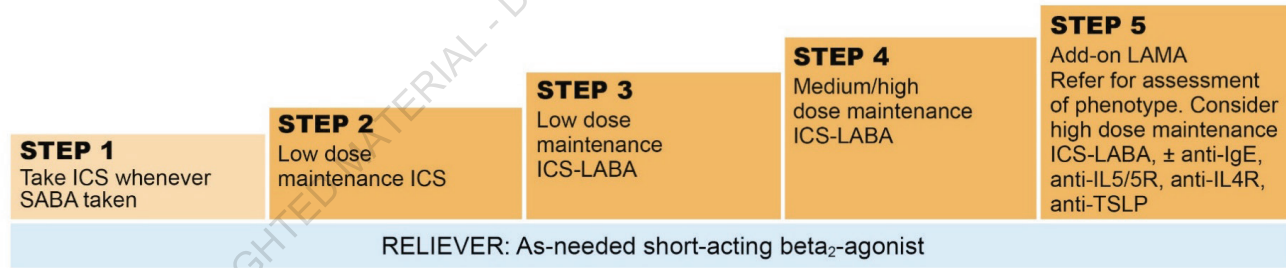 STEP 1
Take ICS whenever
SABA taken
STEP 2
Low dose
maintenance ICS
STEP 3
Low dose
maintenance
ICS-LABA
STEP 4
Medium/high
dose maintenance
ICS-LABA
STEP 5
Add-on LAMA
Refer for assessment
of phenotype. Consider
high dose maintenance
ICS-LABA, ± anti-IgE,
anti-IL5/5R, anti-IL4R,
anti-TSLP
RELIEVER: As-needed short-acting beta₂-agonist
GHTED MATERIAL - D